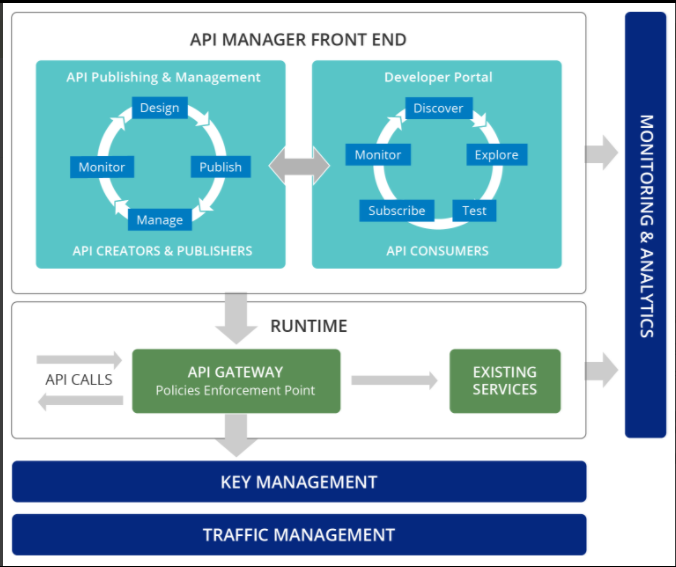 API MANAGER FRONT END
API Publishing & Management
Design
Monitor
Publish
Manage
API CREATORS & PUBLISHERS
Developer Portal
Discover
Monitor
Explore
Subscribe
Test
API CONSUMERS
MONITORING & ANALYTICS
RUNTIME
API CALLS
API GATEWAY
Policies Enforcement Point
EXISTING
SERVICES
KEY MANAGEMENT
TRAFFIC MANAGEMENT